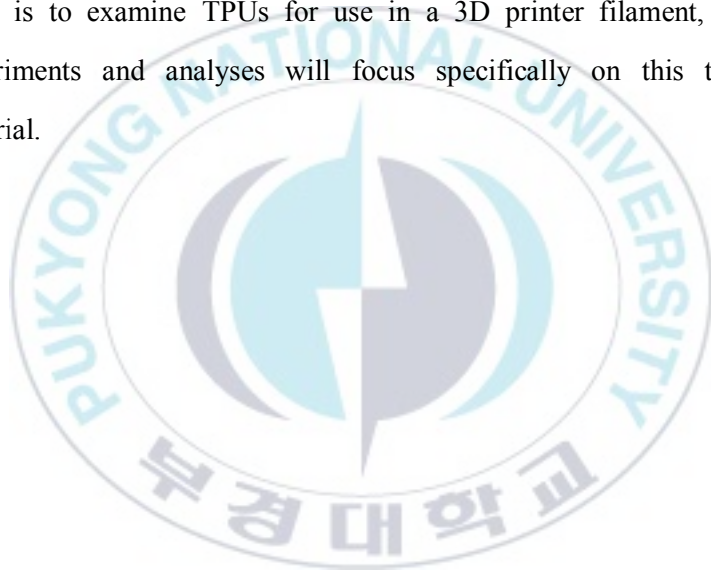 is to examine TPUs for use in a 3D printer filament,
riments and analyses will focus specifically on this t
rial.
PUKYONG NATIONAL UNIVERSITY
부경대학교